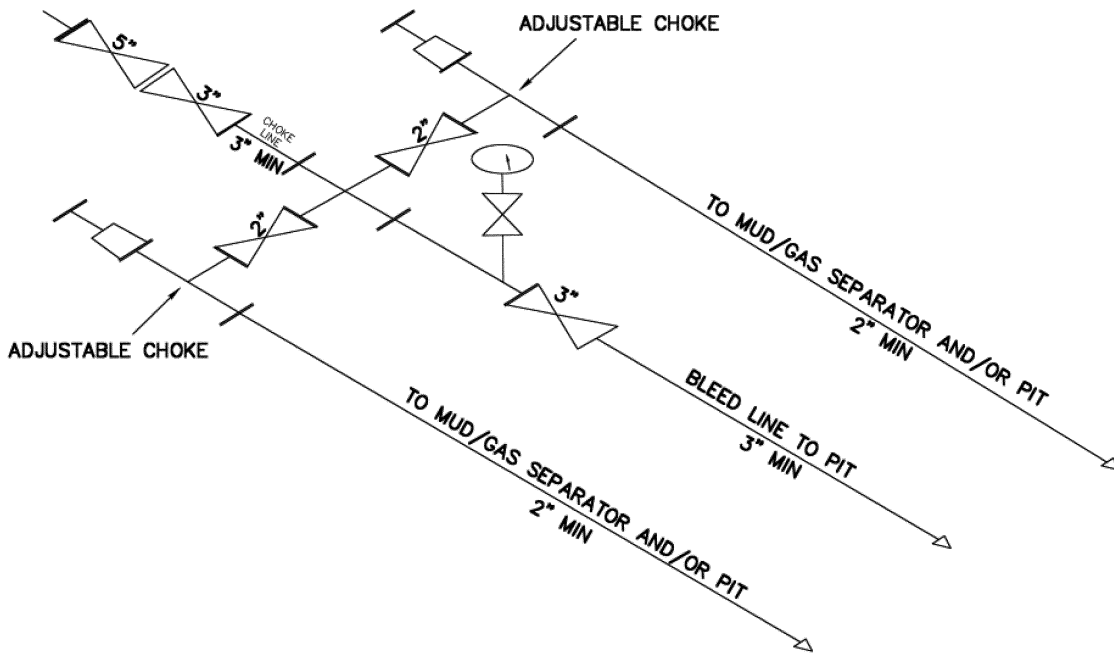 ADJUSTABLE CHOKE
5"
3"
CHOKE
LINE
3" MIN
2"
2"
TO MUD/GAS SEPARATOR AND/OR PIT
2" MIN
3"
ADJUSTABLE CHOKE
BLEED LINE TO PIT
3" MIN
TO MUD/GAS SEPARATOR AND/OR PIT
2" MIN